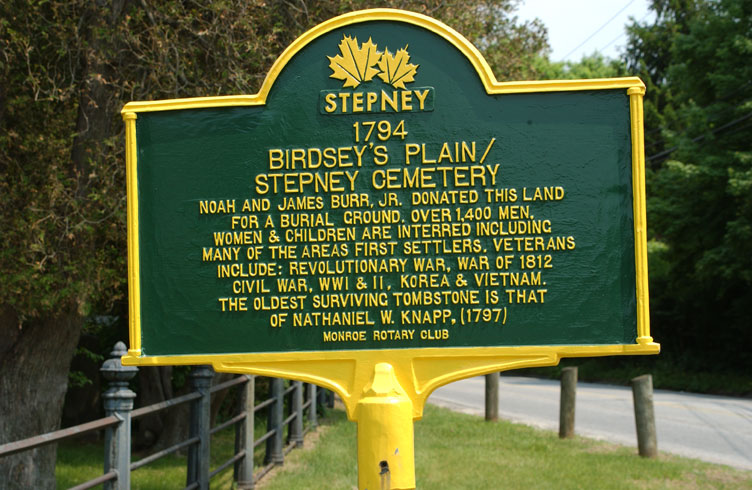 STEPNEY
1794
BIRDSEY'S PLAIN/
STEPNEY CEMETERY
NOAH AND JAMES BURR, JR. DONATED THIS LAND
FOR A BURIAL GROUND. OVER 1,400 MEN,
WOMEN & CHILDREN ARE INTERRED INCLUDING
MANY OF THE AREAS FIRST SETTLERS. VETERANS
INCLUDE: REVOLUTIONARY WAR, WAR OF 1812
CIVIL WAR, WWI & II, KOREA & VIETNAM.
THE OLDEST SURVIVING TOMBSTONE IS THAT
OF NATHANIEL W. KNAPP, (1797)
MONROE ROTARY CLUB